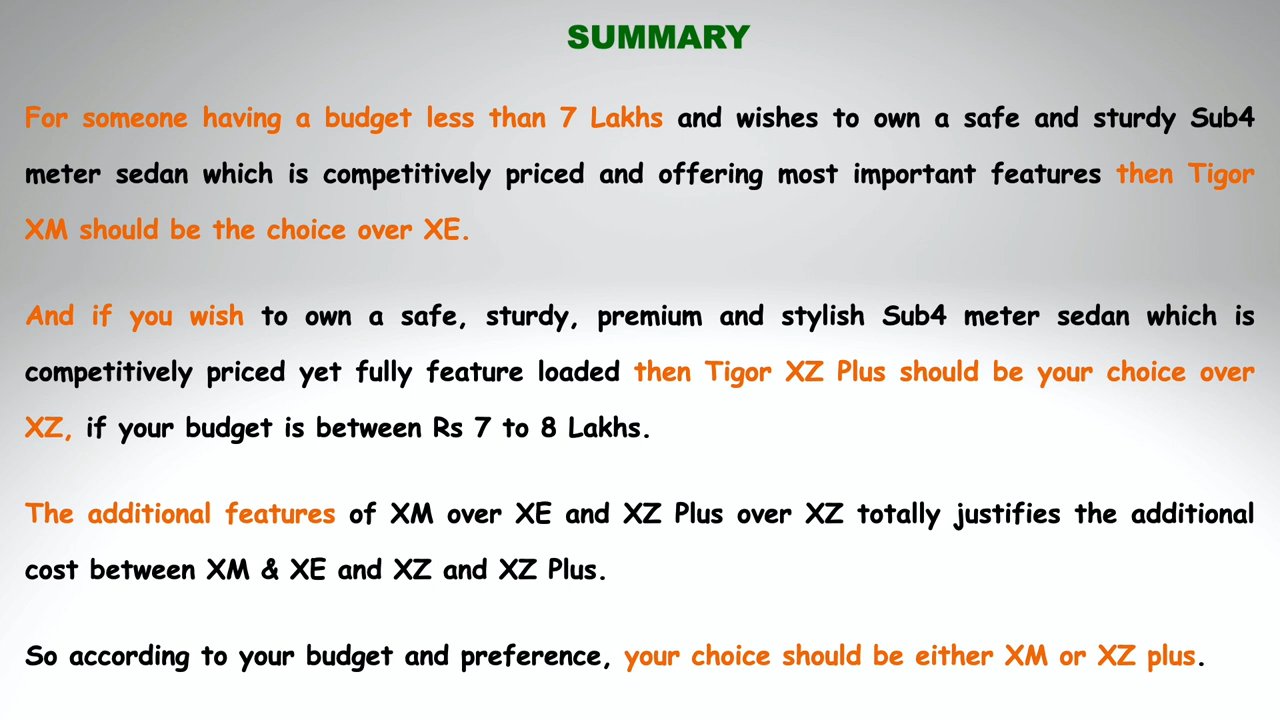 SUMMARY
For someone having a budget less than 7 Lakhs and wishes to own a safe and sturdy Sub4
meter sedan which is competitively priced and offering most important features then Tigor
XM should be the choice over XE.
And if you wish to own a safe, sturdy, premium and stylish Sub4 meter sedan which is
competitively priced yet fully feature loaded then Tigor XZ Plus should be your choice over
XZ, if your budget is between Rs 7 to 8 Lakhs.
The additional features of XM over XE and XZ Plus over XZ totally justifies the additional
cost between XM & XE and XZ and XZ Plus.
So according to your budget and preference, your choice should be either XM or XZ plus.